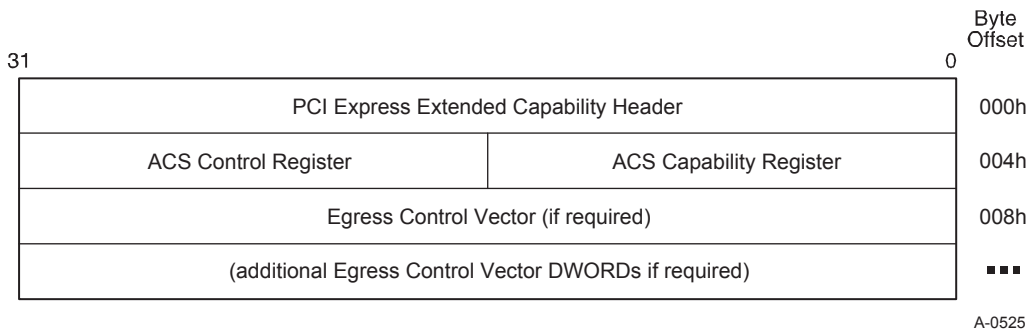 Byte
Offset
31 0
PCI Express Extended Capability Header 000h
ACS Control Register ACS Capability Register 004h
Egress Control Vector (if required) 008h
(additional Egress Control Vector DWORDs if required)
A-0525